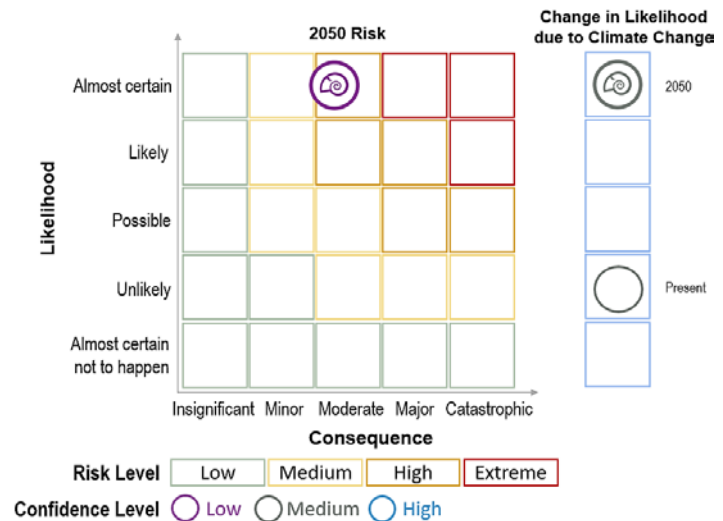 2050 Risk
Change in Likelihood
due to Climate Change
Likelihood
Almost certain
2050
Likely
Possible
Unlikely
Present
Almost certain
not to happen
Insignificant Minor Moderate Major Catastrophic
Consequence
Risk Level Low Medium High Extreme
Confidence Level Low Medium High